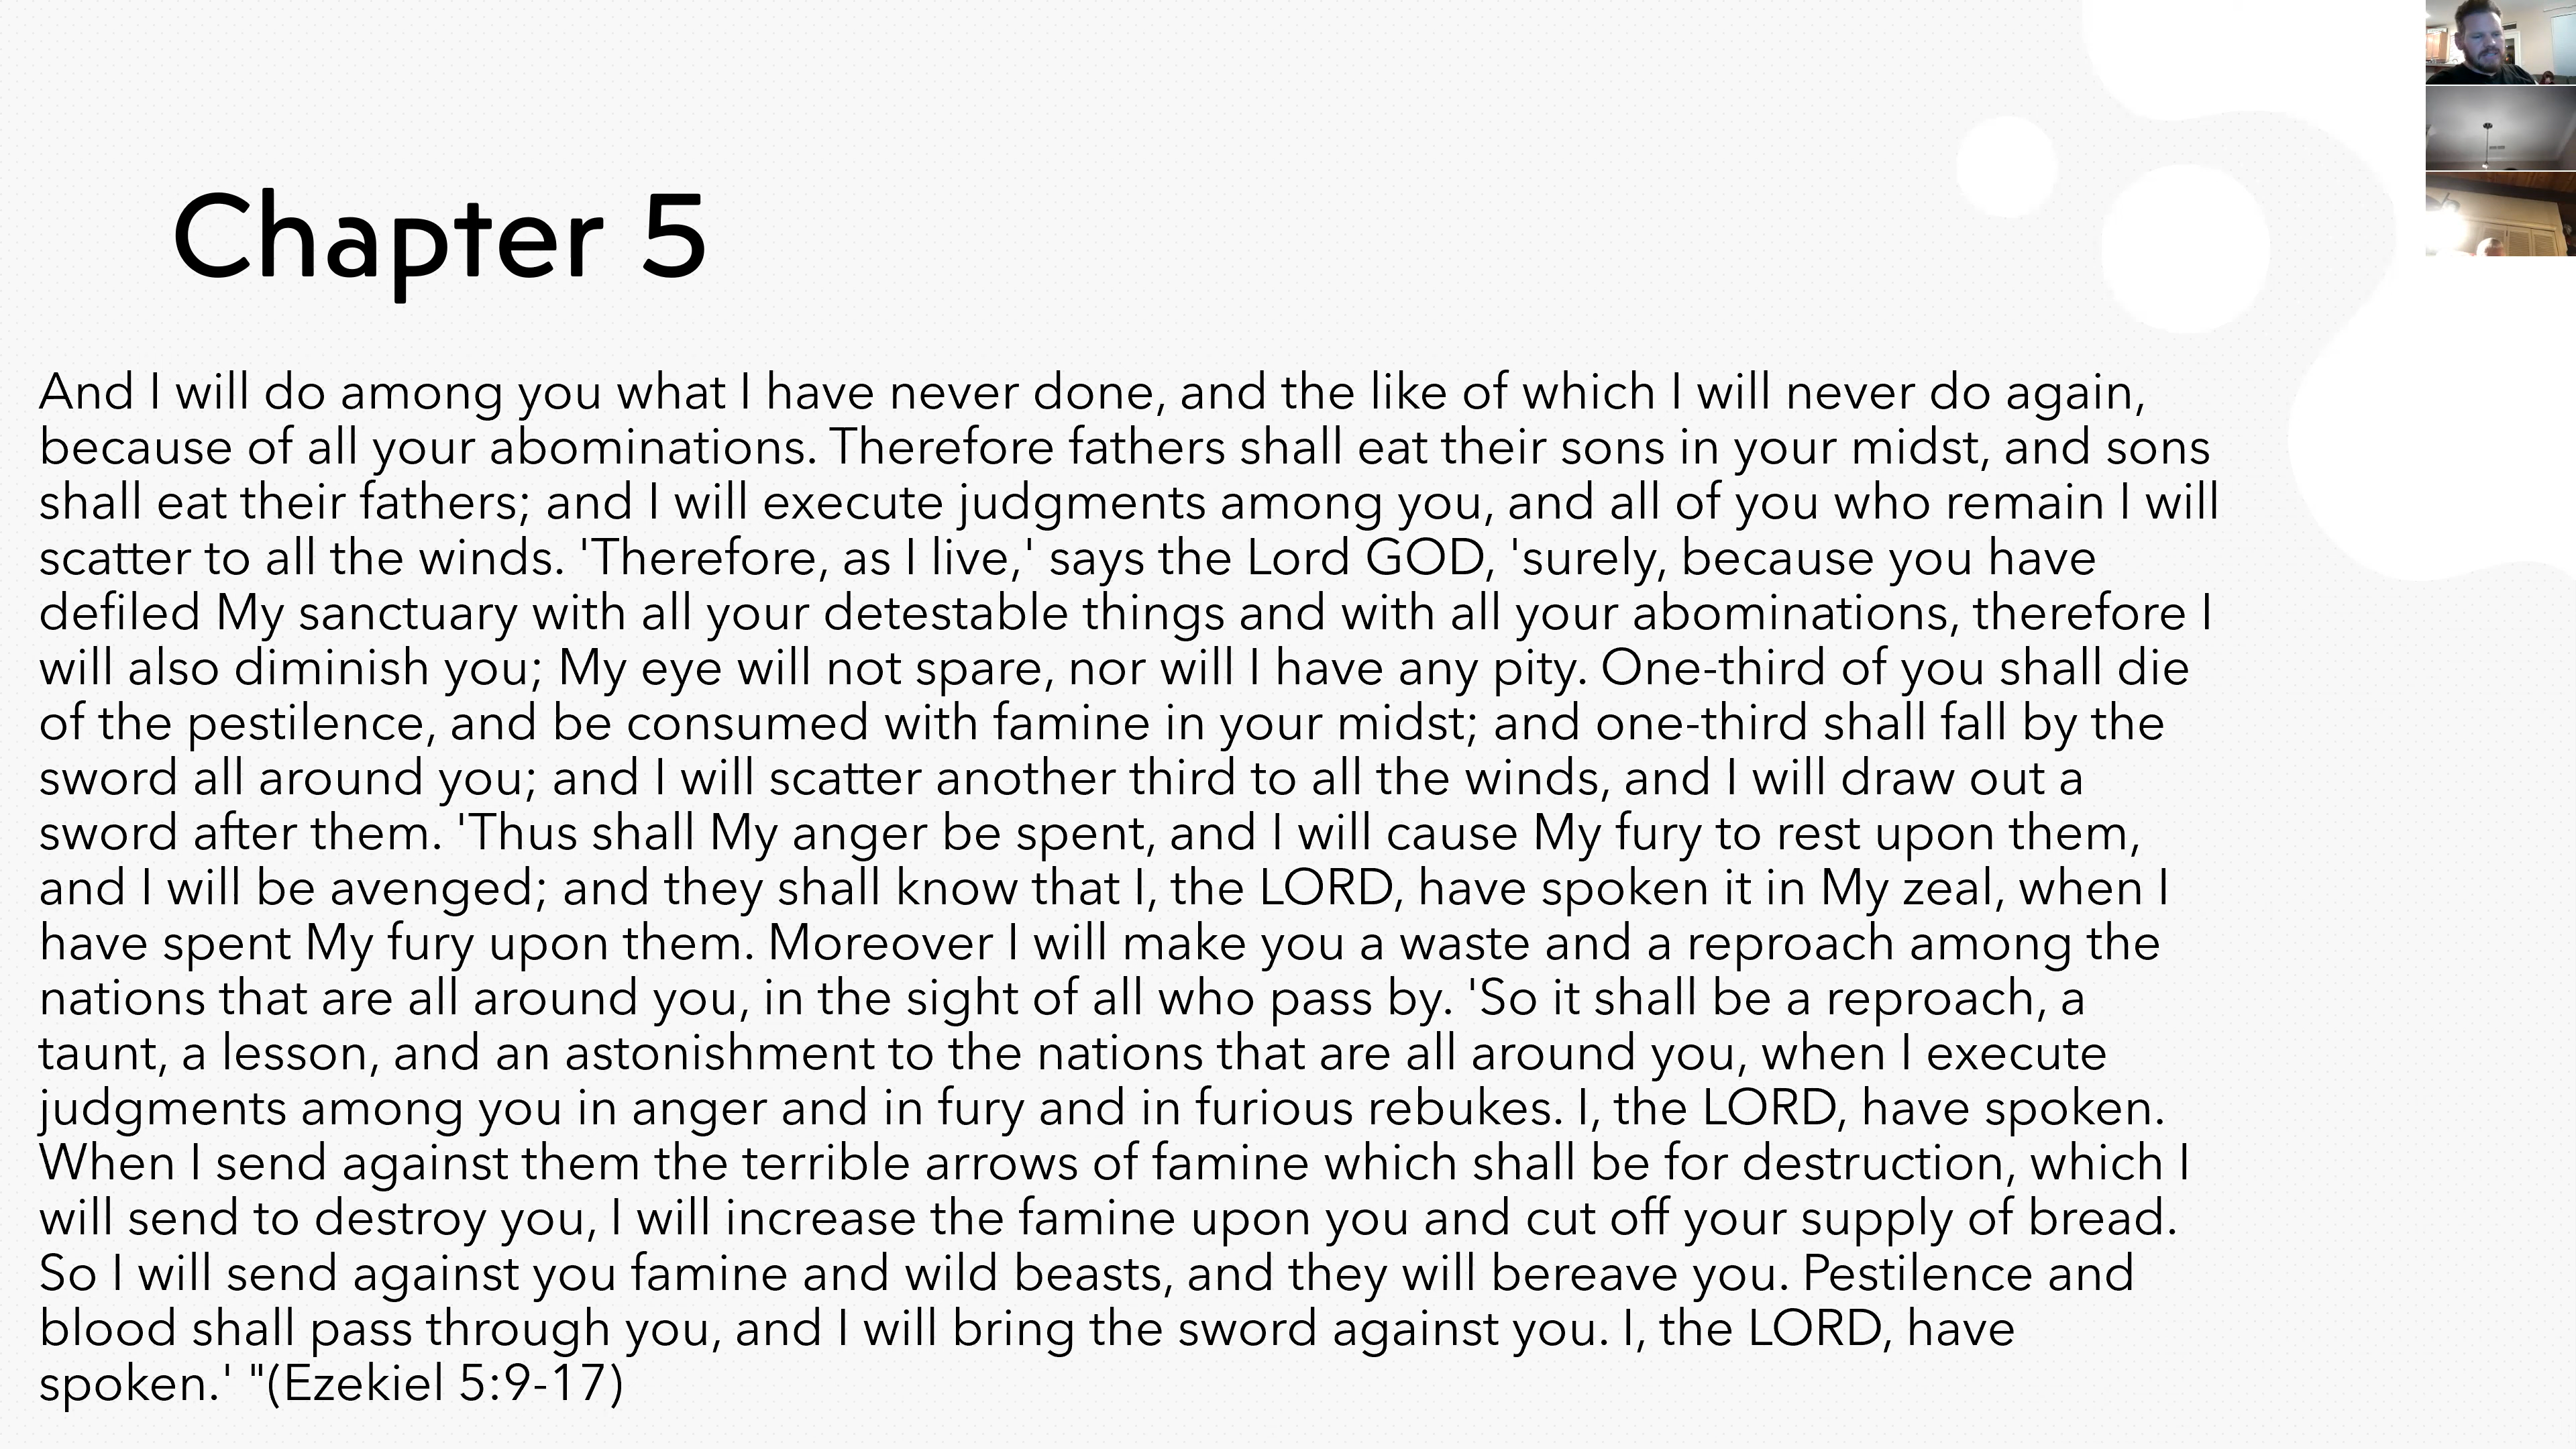 Chapter 5
And I will do among you what I have never done, and the like of which I will never do again,
because of all your abominations. Therefore fathers shall eat their sons in your midst, and sons
shall eat their fathers; and I will execute judgments among you, and all of you who remain I will
scatter to all the winds. 'Therefore, as I live,' says the Lord GOD, 'surely, because you have
defiled My sanctuary with all your detestable things and with all your abominations, therefore I
will also diminish you; My eye will not spare, nor will I have any pity. One-third of you shall die
of the pestilence, and be consumed with famine in your midst; and one-third shall fall by the
sword all around you; and I will scatter another third to all the winds, and I will draw out a
sword after them. 'Thus shall My anger be spent, and I will cause My fury to rest upon them,
and I will be avenged; and they shall know that I, the LORD, have spoken it in My zeal, when I
have spent My fury upon them. Moreover I will make you a waste and a reproach among the
nations that are all around you, in the sight of all who pass by. 'So it shall be a reproach, a
taunt, a lesson, and an astonishment to the nations that are all around you, when I execute
judgments among you in anger and in fury and in furious rebukes. I, the LORD, have spoken.
When I send against them the terrible arrows of famine which shall be for destruction, which I
will send to destroy you, I will increase the famine upon you and cut off your supply of bread.
So I will send against you famine and wild beasts, and they will bereave you. Pestilence and
blood shall pass through you, and I will bring the sword against you. I, the LORD, have
spoken.' "(Ezekiel 5:9-17)